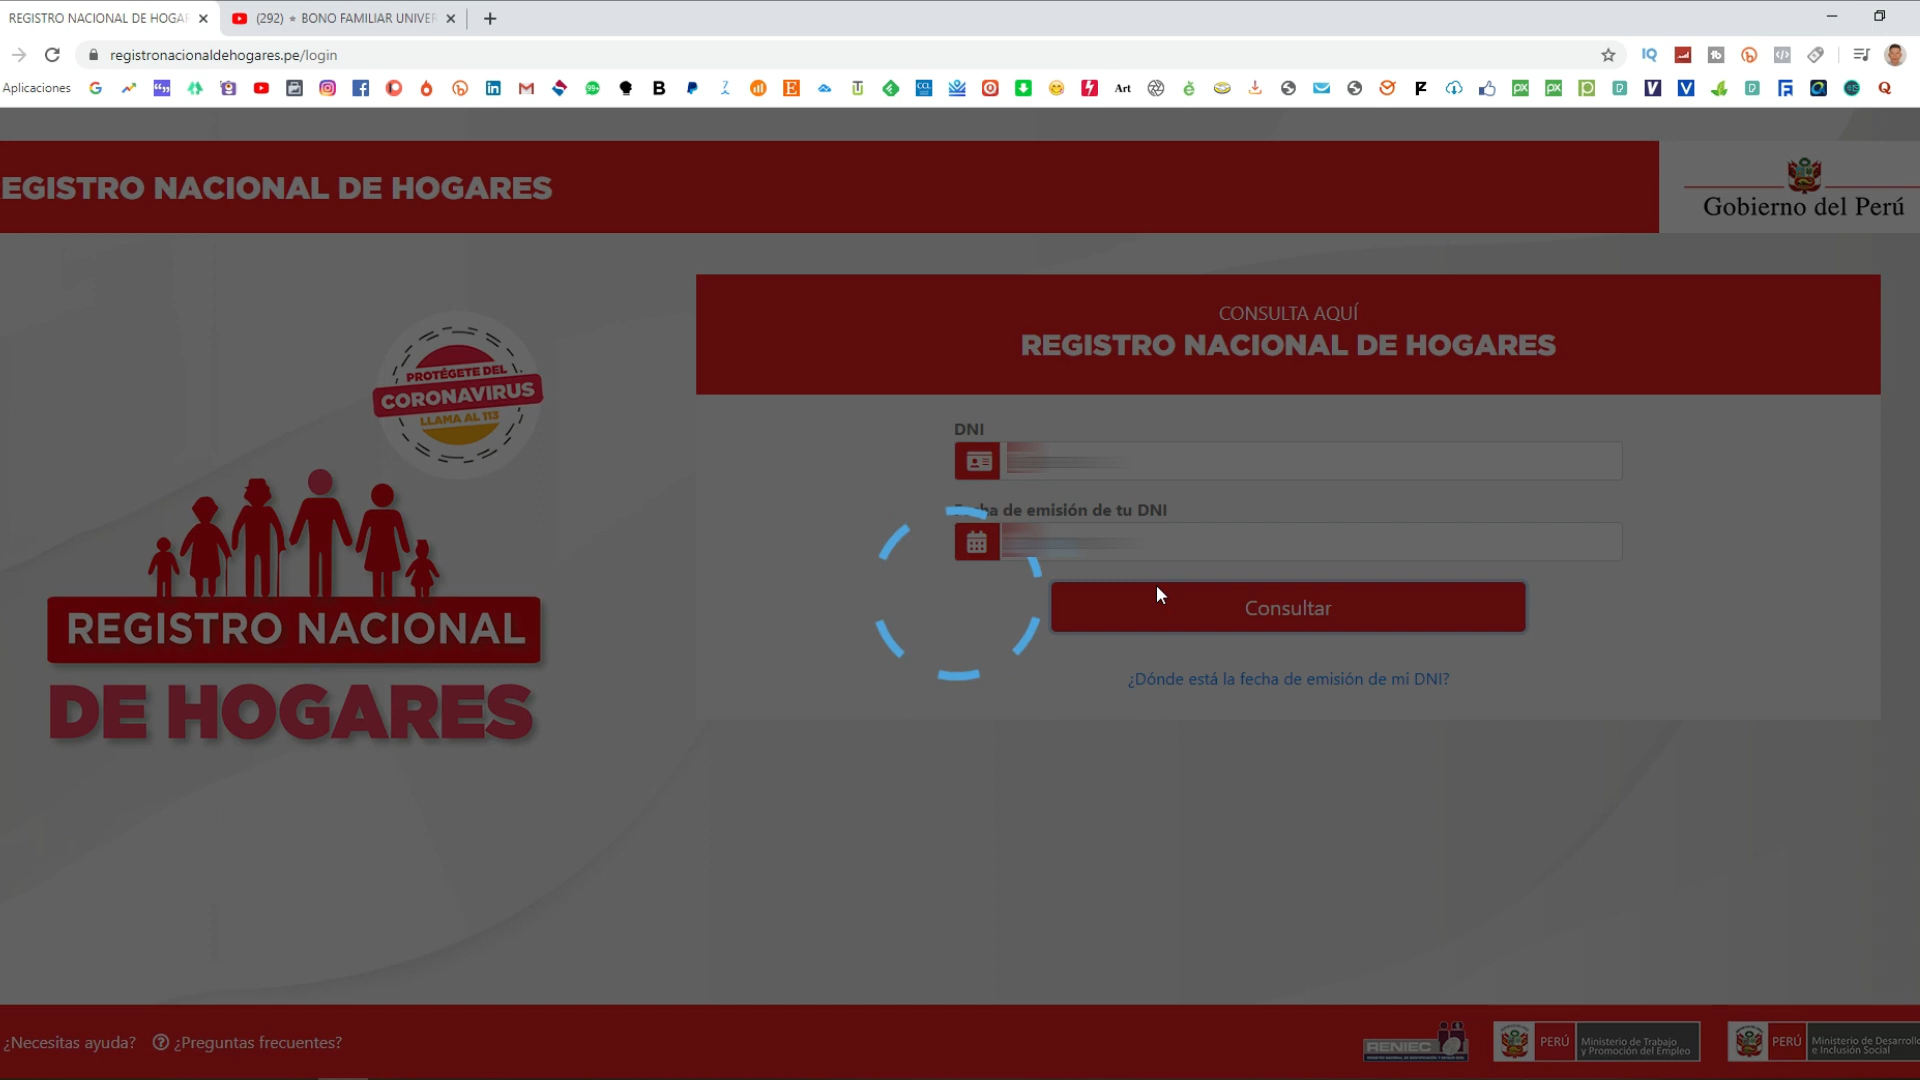 REGISTRO NACIONAL DE HOGAR
(292) ★ BONO FAMILIAR UNIVER
registronacionaldehogares.pe/login
Aplicaciones
Art
EGISTRO NACIONAL DE HOGARES
Gobierno del Perú
CONSULTA AQUÍ
REGISTRO NACIONAL DE HOGARES
PROTÉGETE DEL
CORONAVIRUS
LLAMA AL 113
DNI
de emisión de tu DNI
Consultar
¿Dónde está la fecha de emisión de mi DNI?
REGISTRO NACIONAL
DE HOGARES
¿Necesitas ayuda?
¿Preguntas frecuentes?
RENIEC
PERÚ
Ministerio de Trabajo
y Promoción del Empleo
PERÚ
Ministerio de Desarrollo
e Inclusión Social